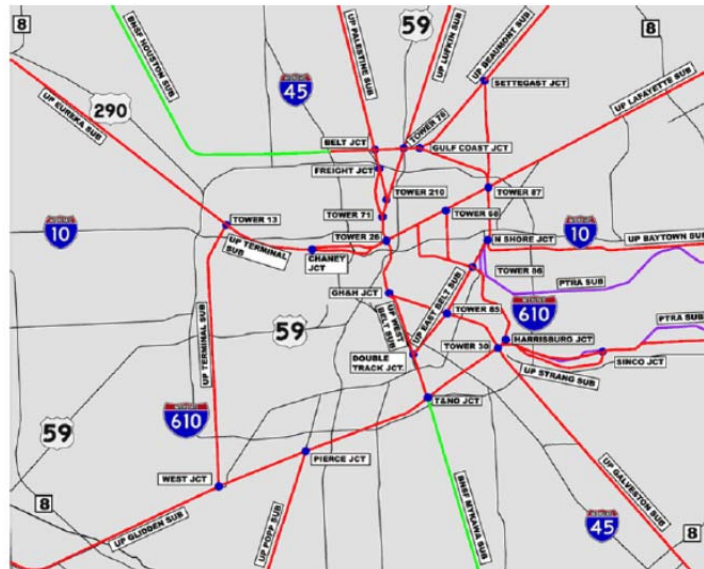 8
BNSF HOUSTON SUB
59
8
UP PALESTINE SUB
UP LUFKIN SUB
UP BEAUMONT SUB
SETTEGAST JCT
UP LAFAYETTE SUB
45
290
UP EUREKA SUB
TOWER 76
BELT JCT
GULF COAST JCT
FREIGHT JCT
TOWER 87
TOWER 210
TOWER 13
TOWER 71
TOWER 68
10
TOWER 26
N SHORE JCT
10
UP BAYTOWN SUB
UP TERMINAL
SUB
CHANEY
JCT
TOWER 86
PTRA SUB
GH&H JCT
UP EAST BELT SUB
UP WEST
BELT SUB
610
TOWER 85
PTRA SUB
59
HARRISBURG JCT
UP TERMINAL SUB
DOUBLE
TRACK JCT.
TOWER 30
SINCO JCT
UP STRANG SUB
T&NO JCT
610
59
PIERCE JCT
WEST JCT
8
UP GLIDDEN SUB
UP POPP SUB
BNSF MYKAWA SUB
UP GALVESTON SUB
45
8